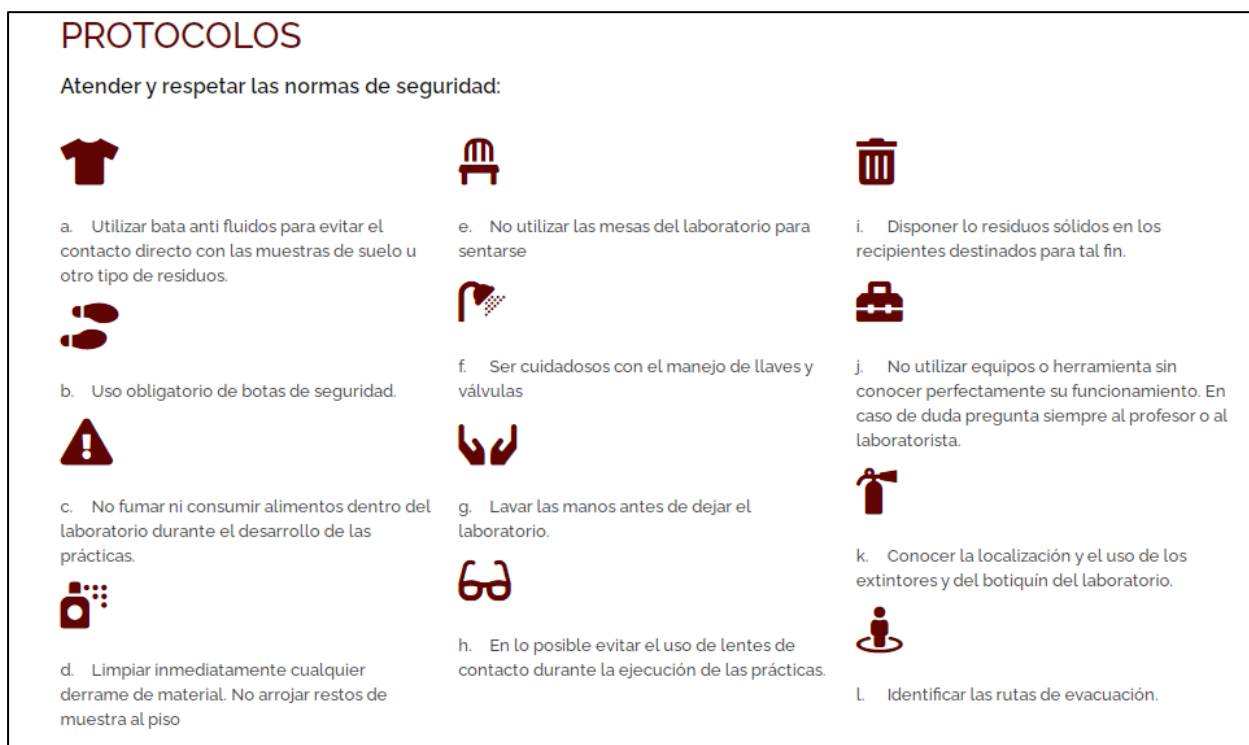 PROTOCOLOS
Atender y respetar las normas de seguridad:
a. Utilizar bata anti fluidos para evitar el
contacto directo con las muestras de suelo u
otro tipo de residuos.
b. Uso obligatorio de botas de seguridad.
c. No fumar ni consumir alimentos dentro del
laboratorio durante el desarrollo de las
prácticas.
d. Limpiar inmediatamente cualquier
derrame de material. No arrojar restos de
muestra al piso
e. No utilizar las mesas del laboratorio para
sentarse
f. Ser cuidadosos con el manejo de llaves y
válvulas
g. Lavar las manos antes de dejar el
laboratorio.
h. En lo posible evitar el uso de lentes de
contacto durante la ejecución de las prácticas.
i. Disponer lo residuos sólidos en los
recipientes destinados para tal fin.
j. No utilizar equipos o herramienta sin
conocer perfectamente su funcionamiento. En
caso de duda pregunta siempre al profesor o al
laboratorista.
k. Conocer la localización y el uso de los
extintores y del botiquín del laboratorio.
l. Identificar las rutas de evacuación.